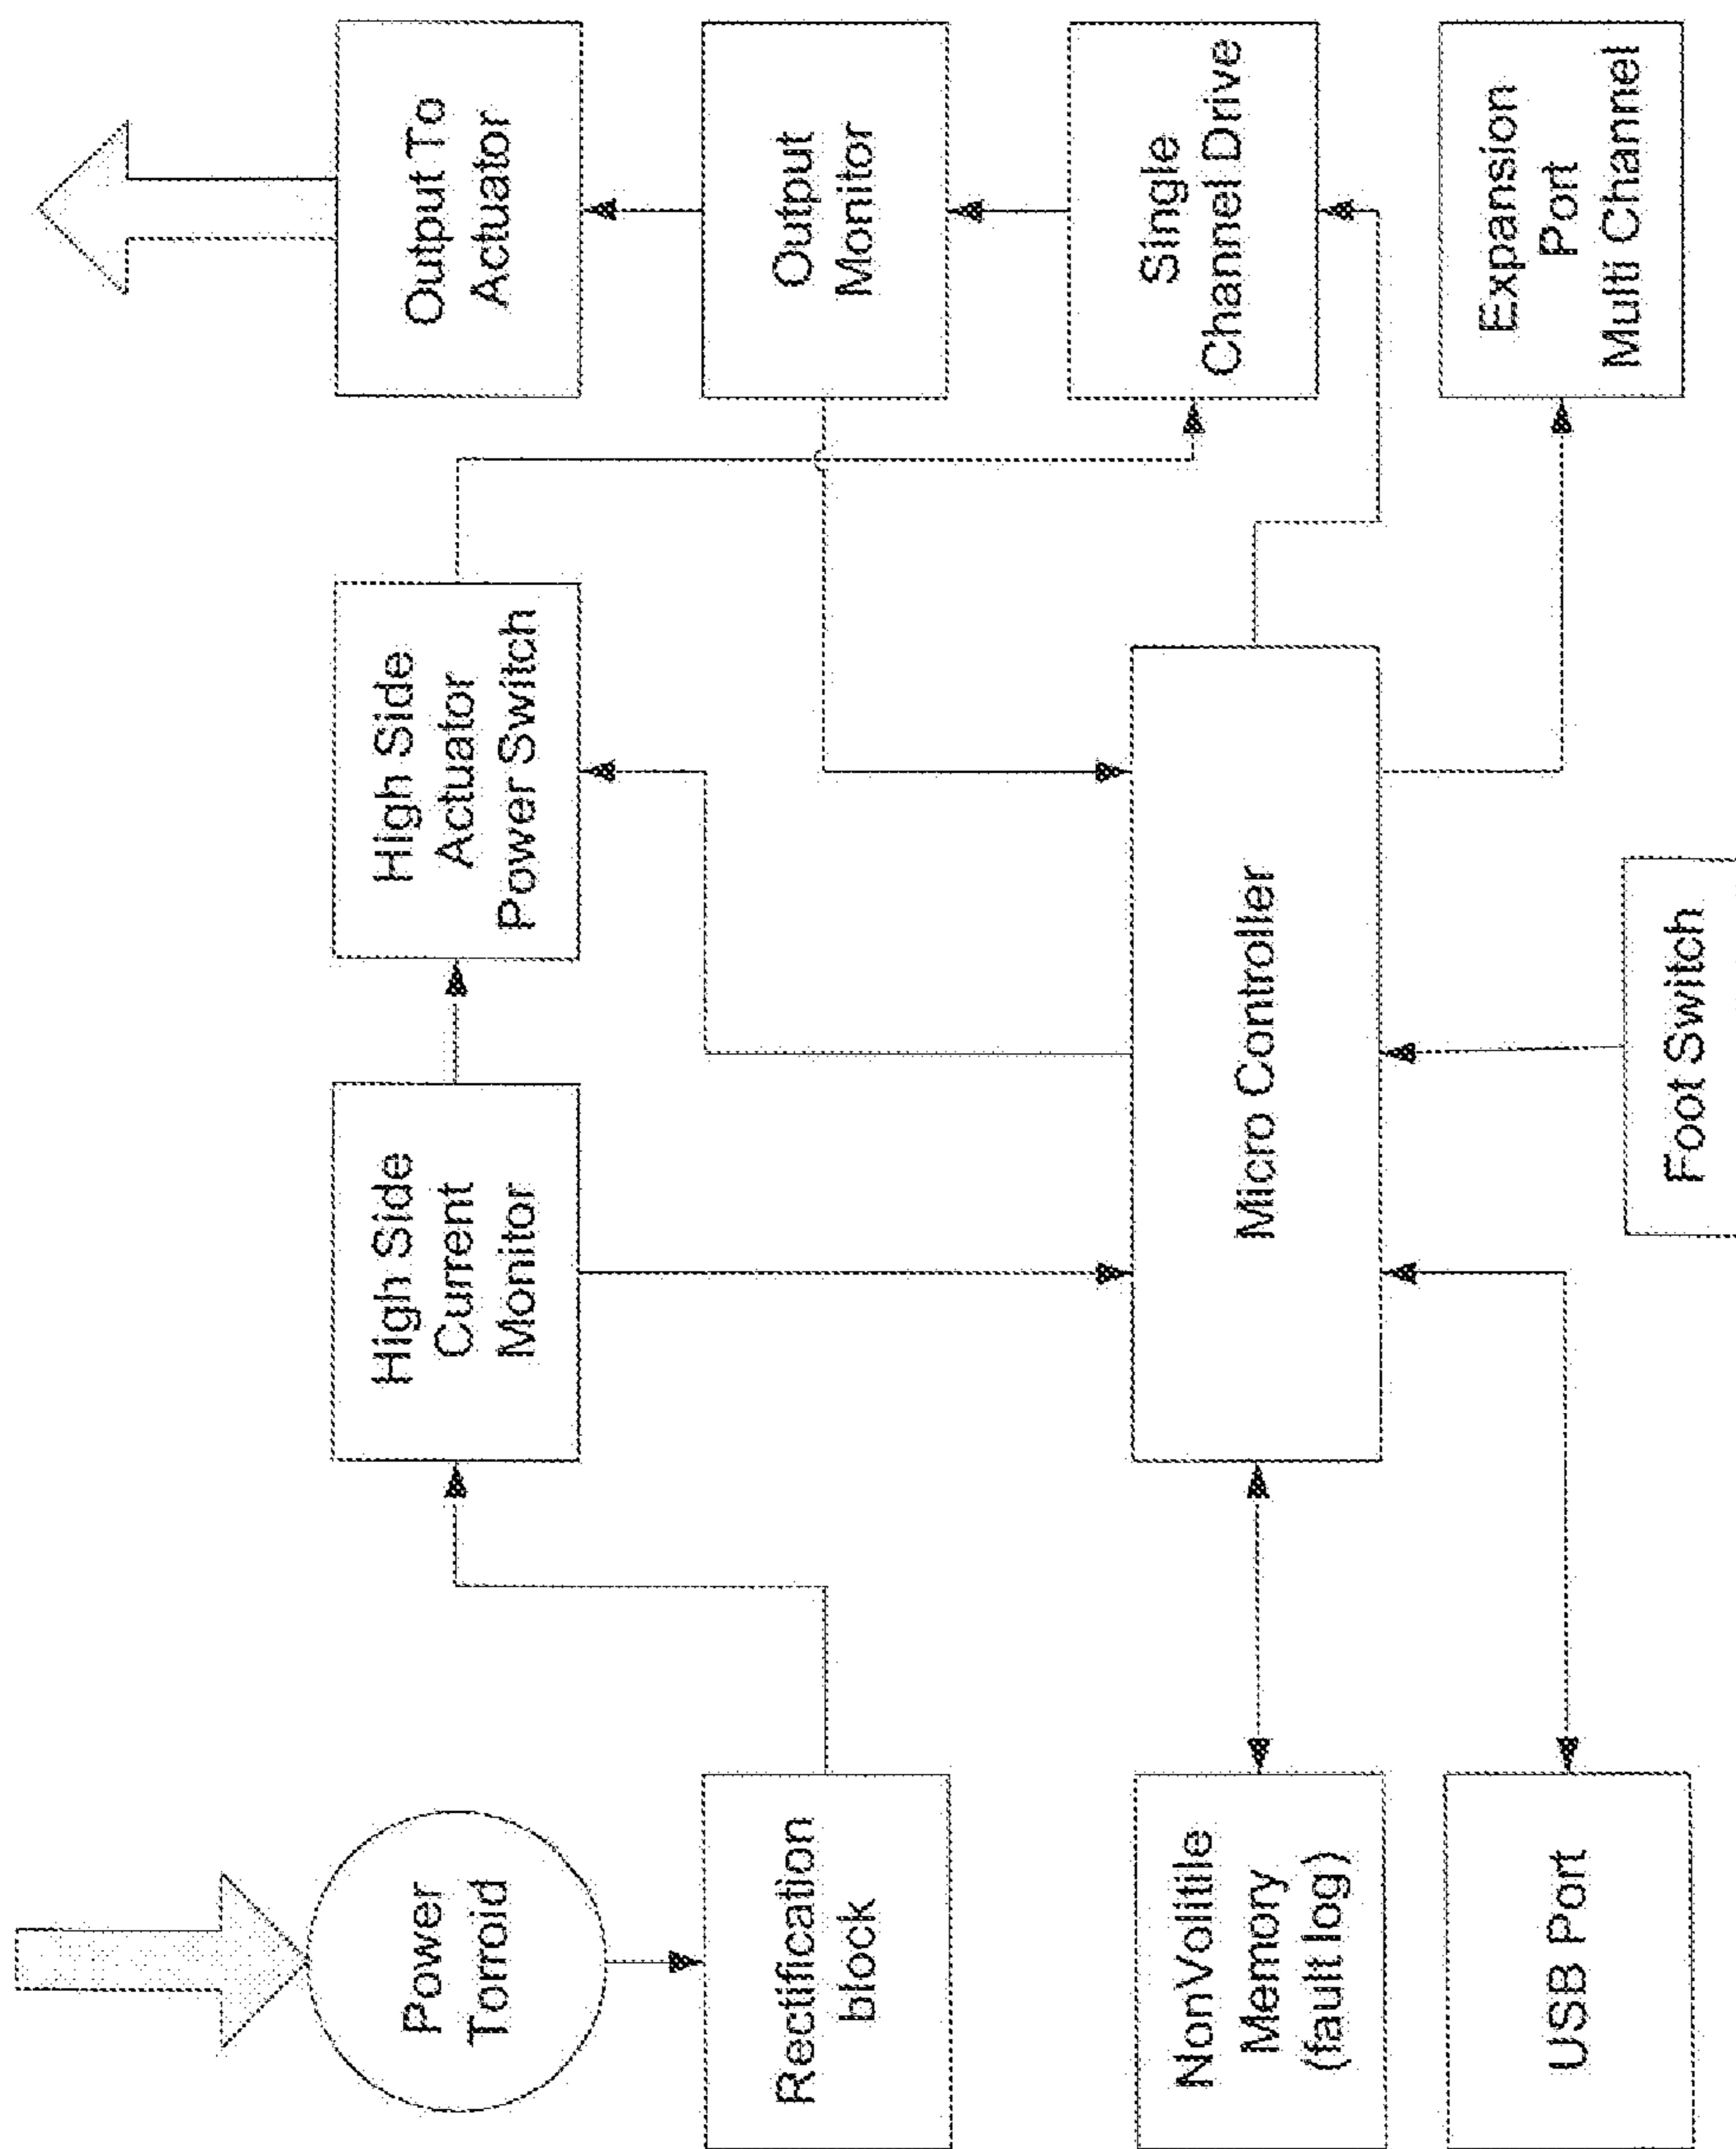 Power
Torroid
Rectification
block
NonVolitile
Memory
(fault log)
USB Port
High Side
Current
Monitor
High Side
Actuator
Power Switch
Micro Controller
Foot Switch
Output To
Actuator
Output
Monitor
Single
Channel Drive
Expansion
Port
Multi Channel